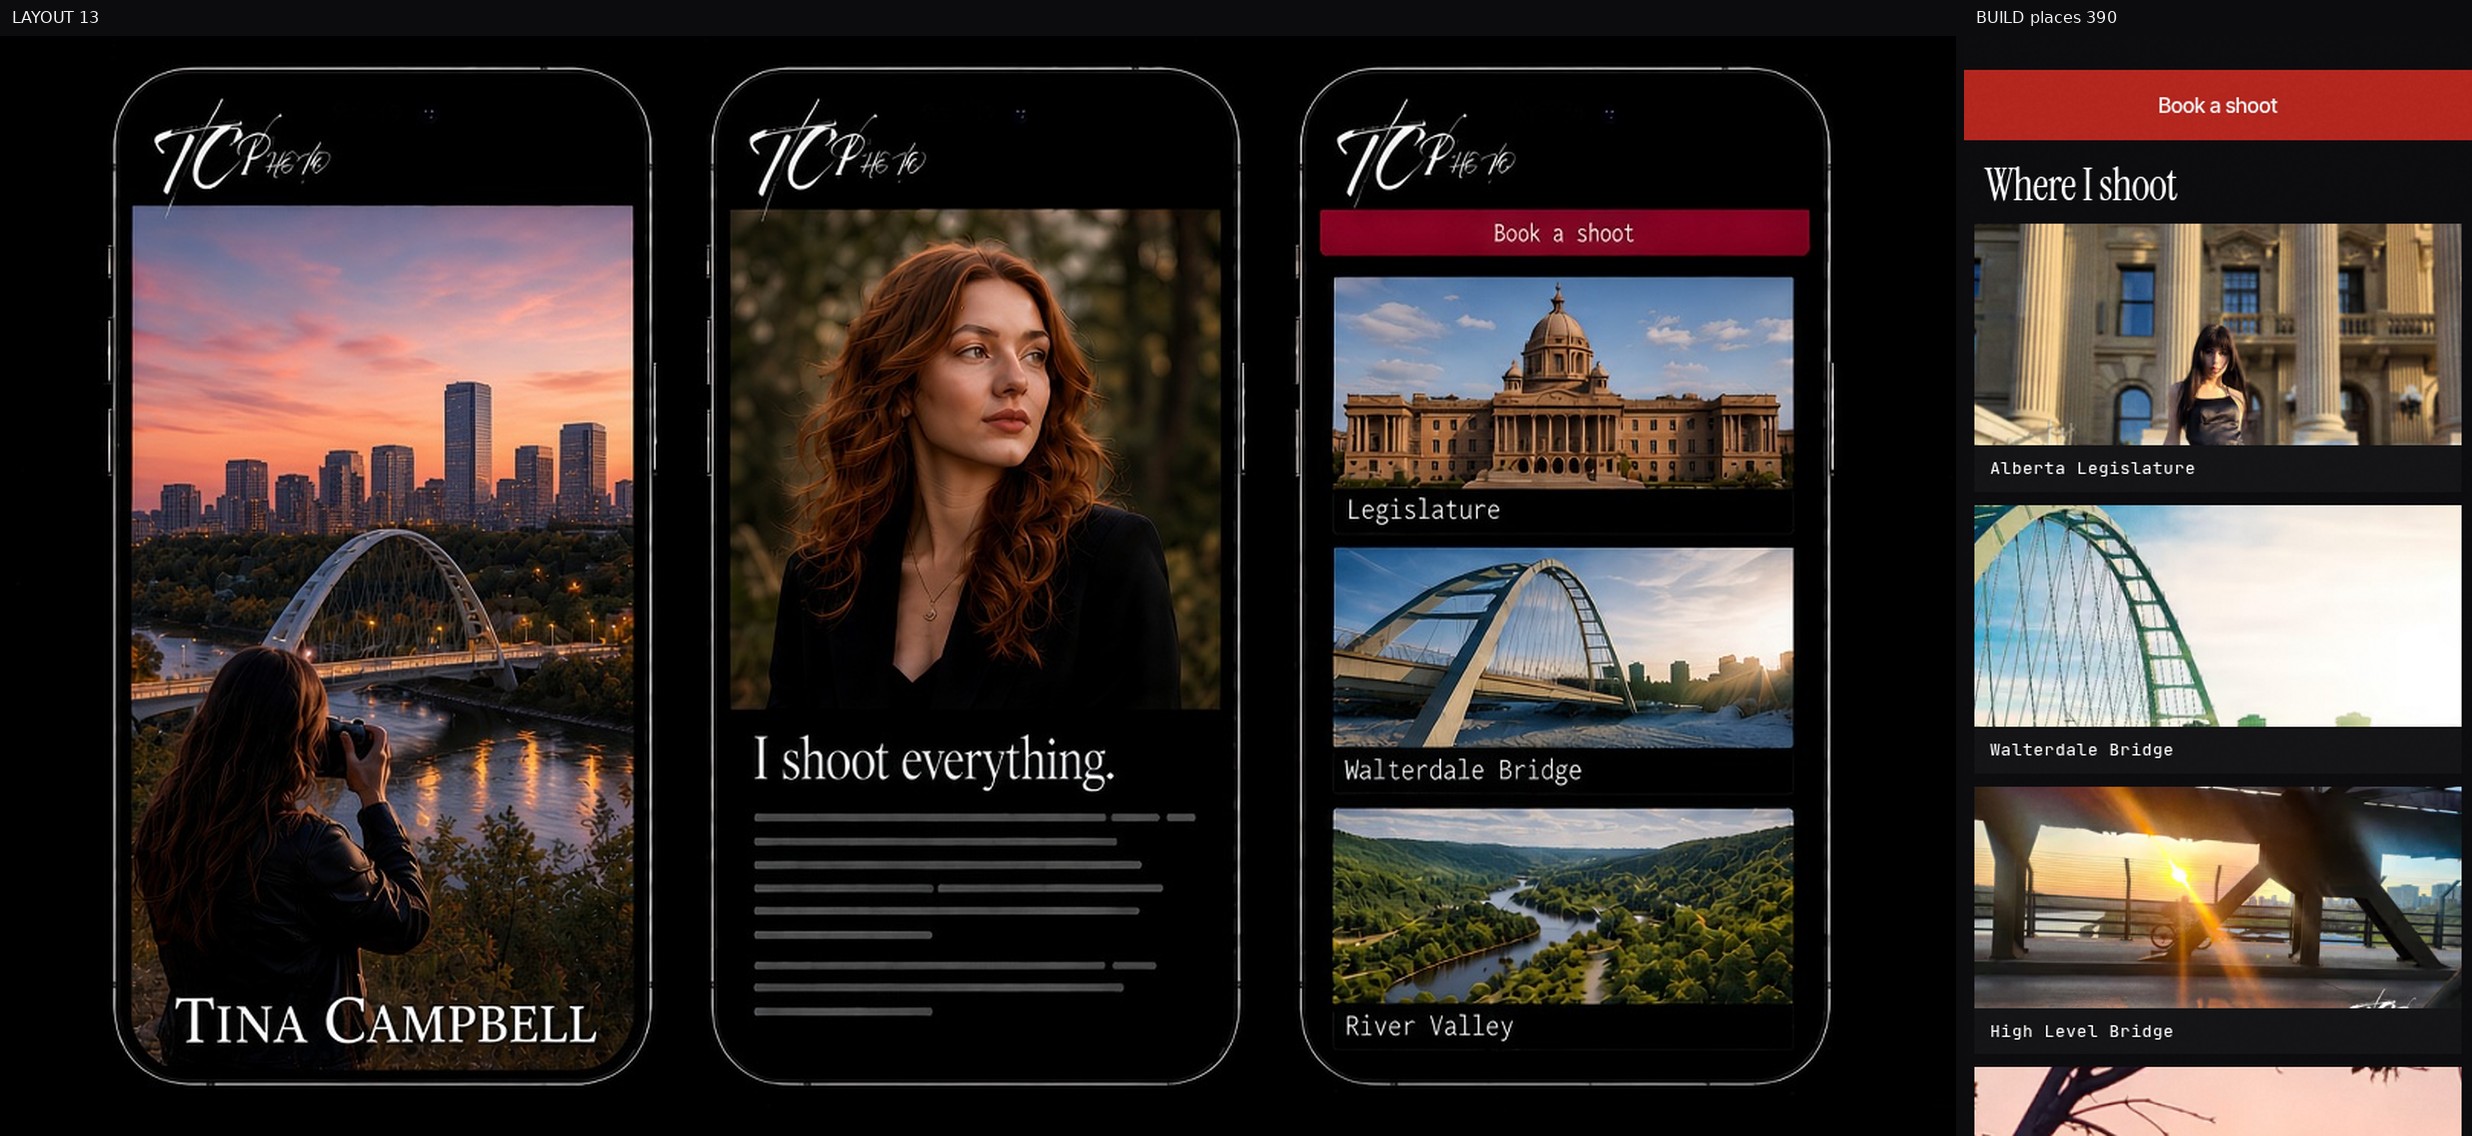 LAYOUT 13
BUILD places 390
TCPhoto
TINA CAMPBELL
TCPhoto
I shoot everything.
TCPhoto
Book a shoot
Legislature
Walterdale Bridge
River Valley
Book a shoot
Where I shoot
Alberta Legislature
Walterdale Bridge
High Level Bridge